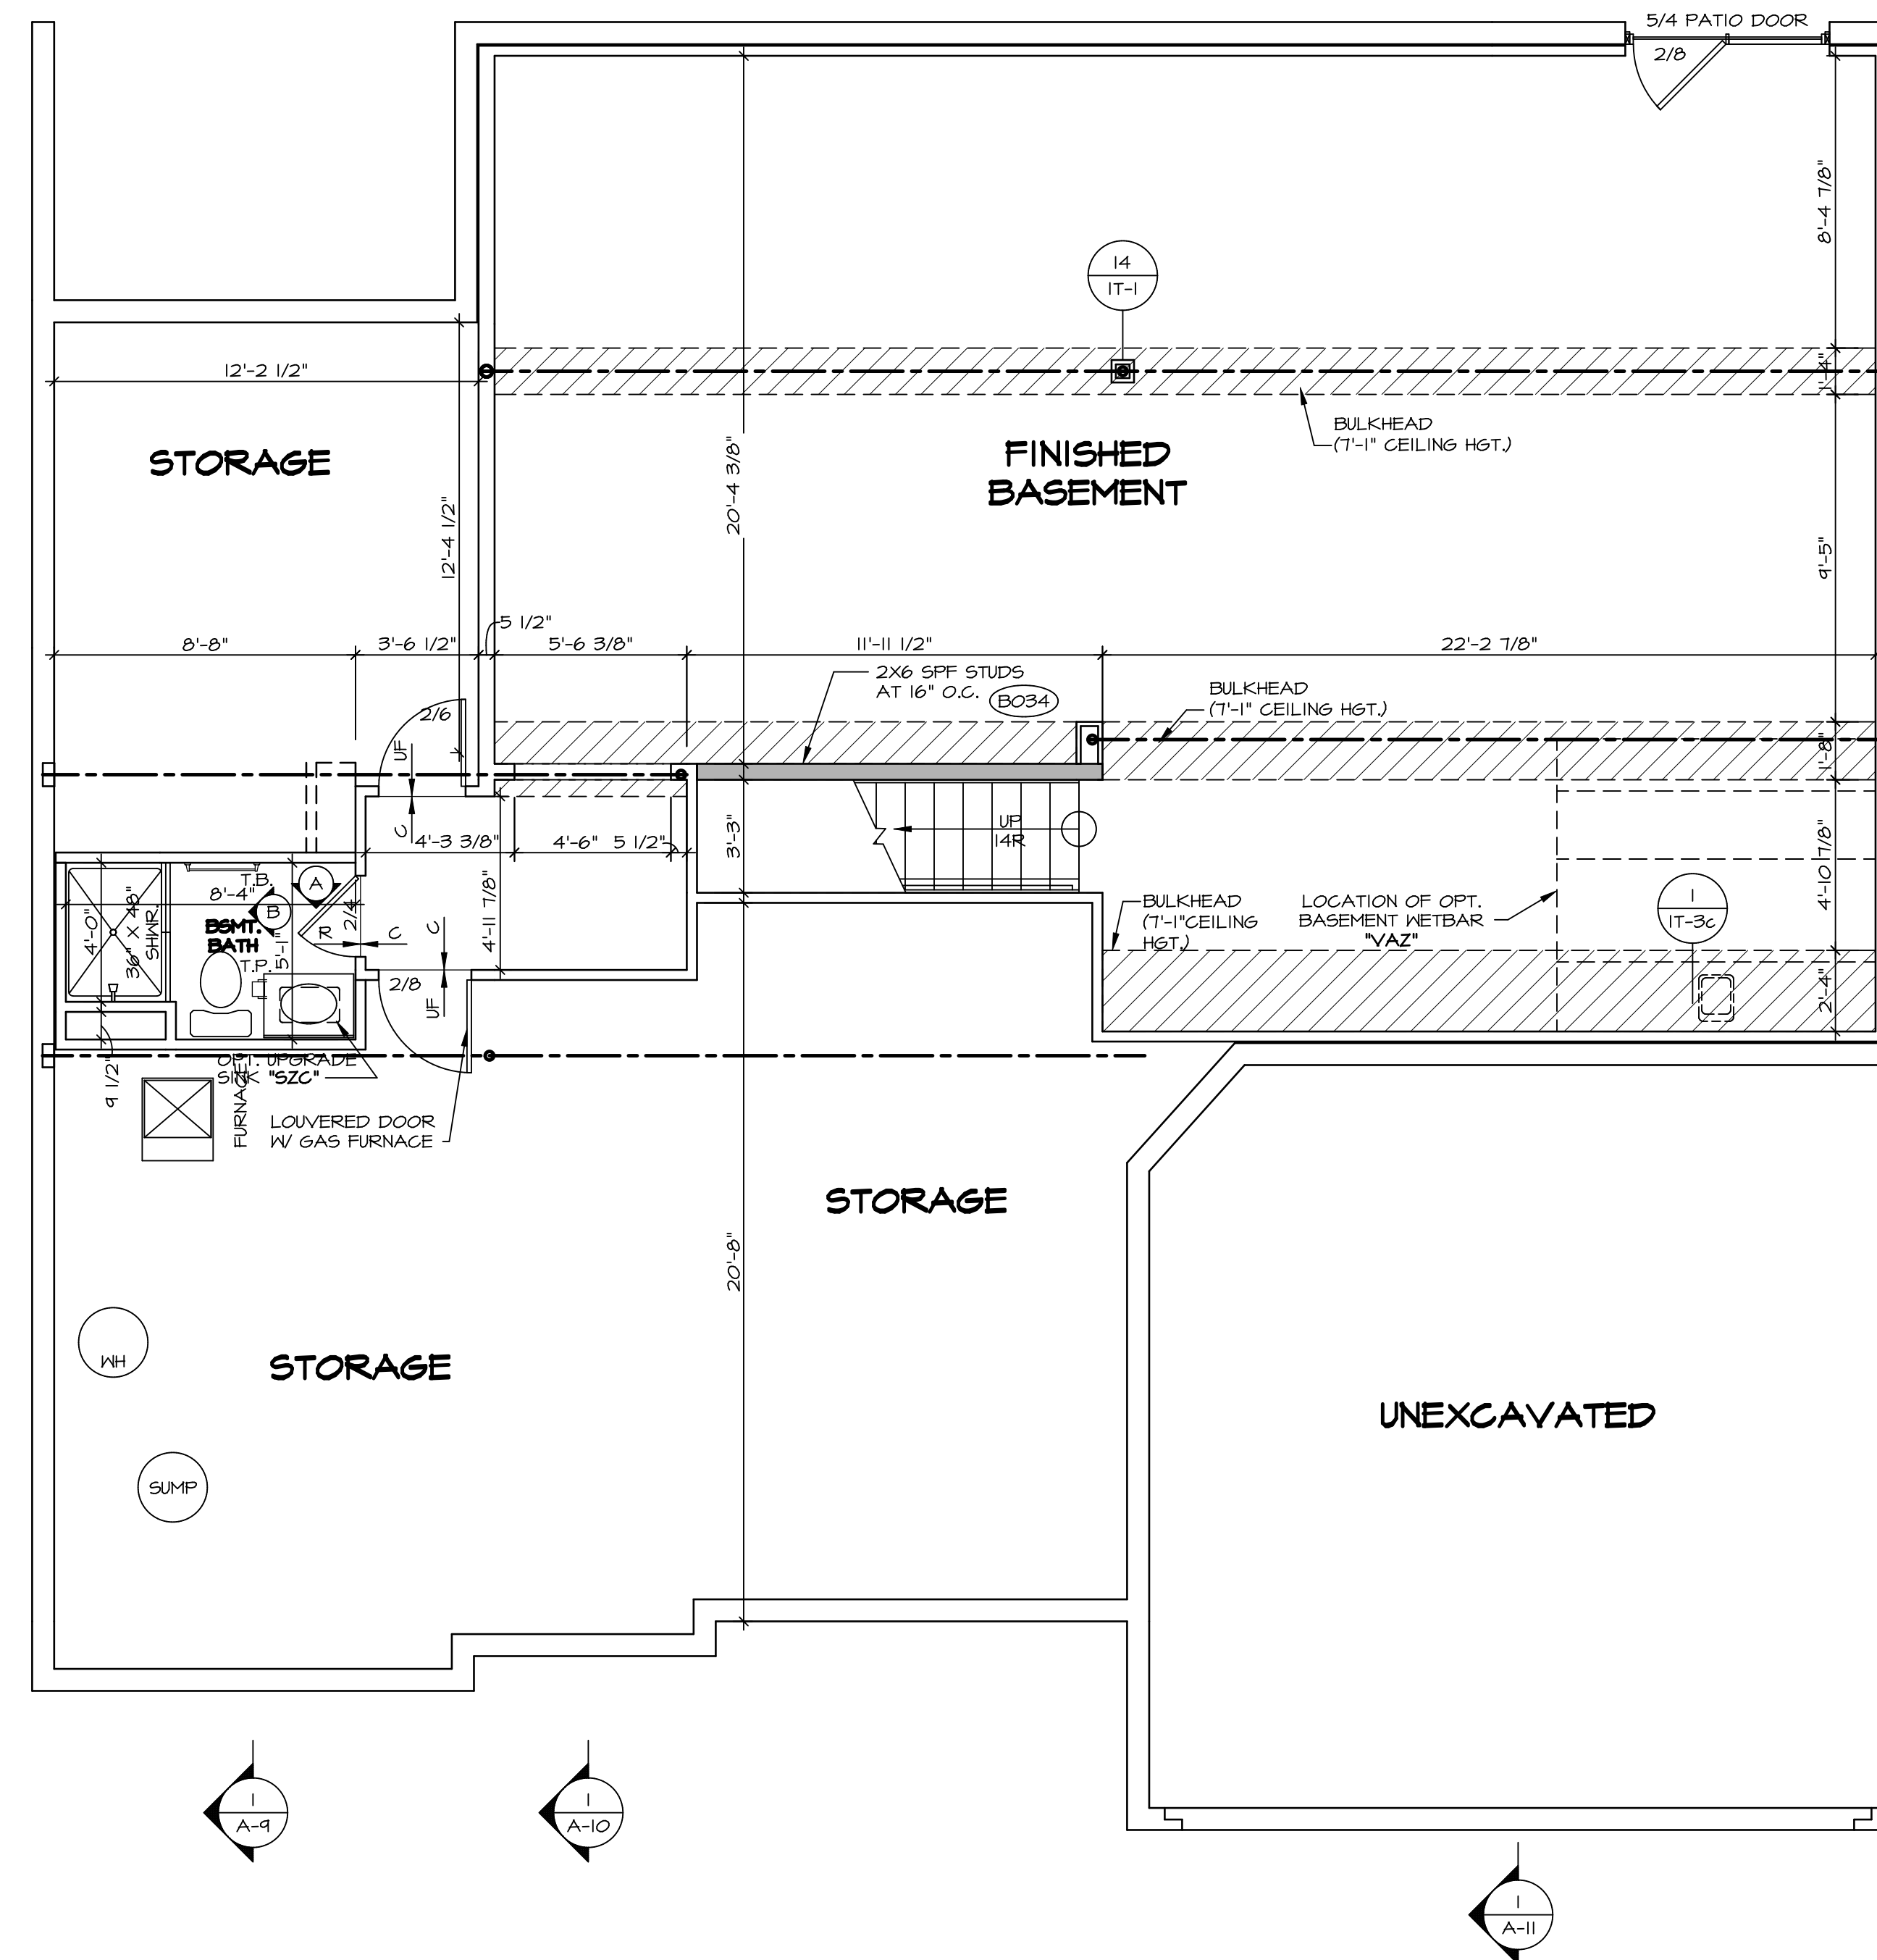 5/4 PATIO DOOR
2/8
8'-4 7/8"
14
1T-1
1'-4"
12'-2 1/2"
BULKHEAD
(7'-1" CEILING HGT.)
STORAGE
FINISHED
BASEMENT
20'-4 3/8"
12'-4 1/2"
9'-5"
5 1/2"
8'-8"
3'-6 1/2"
5'-6 3/8"
11'-11 1/2"
22'-2 7/8"
2X6 SPF STUDS
AT 16" O.C.
B034
BULKHEAD
(7'-1" CEILING HGT.)
2/6
UF
C
1'-8"
4'-3 3/8"
4'-6"
5 1/2"
3'-3"
UP
14R
4'-10 7/8"
T.B.
A
8'-4"
B
2/4
4'-0"
36" X 48"
SHWR.
BSMT.
BATH
T.P.
5'-1"
R
C
C
4'-11 7/8"
2/8
UF
BULKHEAD
(7'-1"CEILING
HGT.)
LOCATION OF OPT.
BASEMENT WETBAR
"VAZ"
1
1T-3c
2'-4"
9 1/2"
OPT. UPGRADE
SINK "SZC"
FURNACE
LOUVERED DOOR
W/ GAS FURNACE
STORAGE
20'-8"
WH
STORAGE
UNEXCAVATED
SUMP
1
A-9
1
A-10
1
A-11